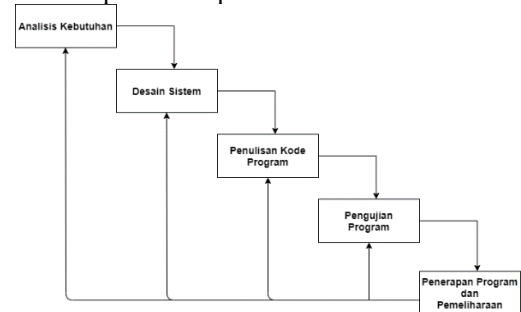 Analisis Kebutuhan
Desain Sistem
Penulisan Kode
Program
Pengujian
Program
Penerapan Program
dan
Pemeliharaan